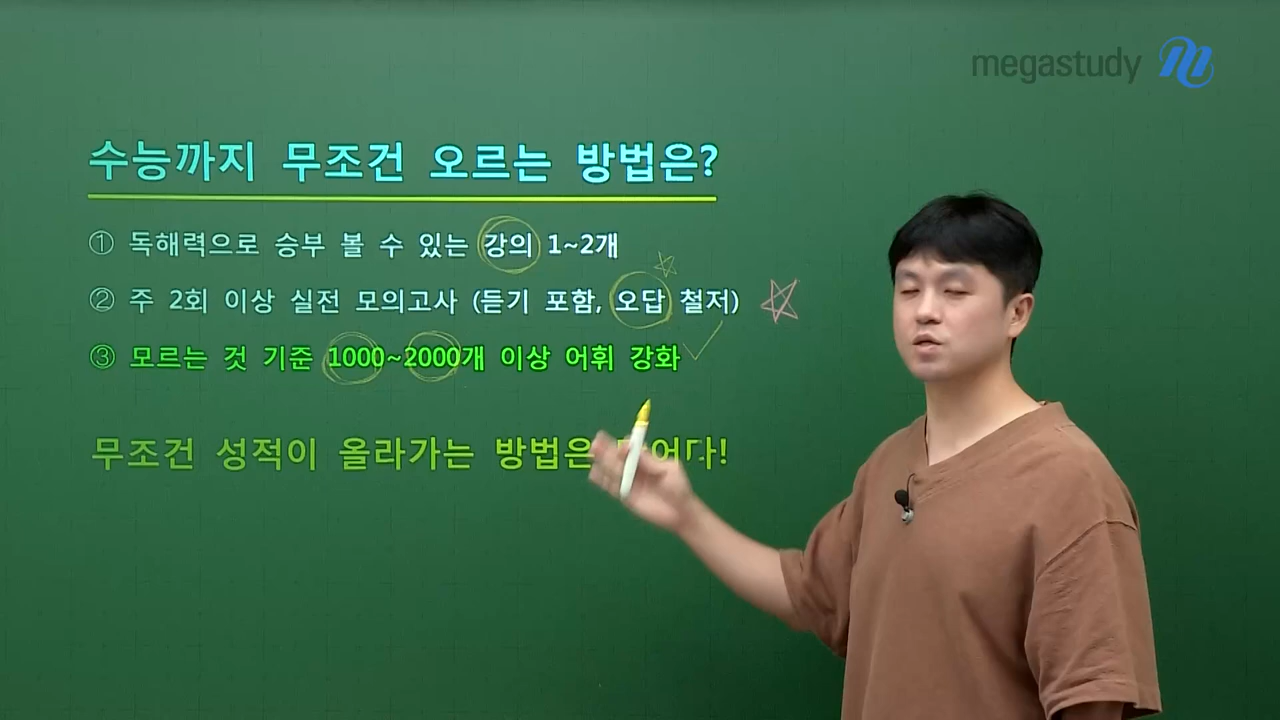 megastudy
수능까지 무조건 오르는 방법은?
① 독해력으로 승부 볼 수 있는 강의 1~2개
② 주 2회 이상 실전 모의고사 (듣기 포함, 오답 철저)
③ 모르는 것 기준 1000~2000개 이상 어휘 강화
무조건 성적이 올라가는 방법은